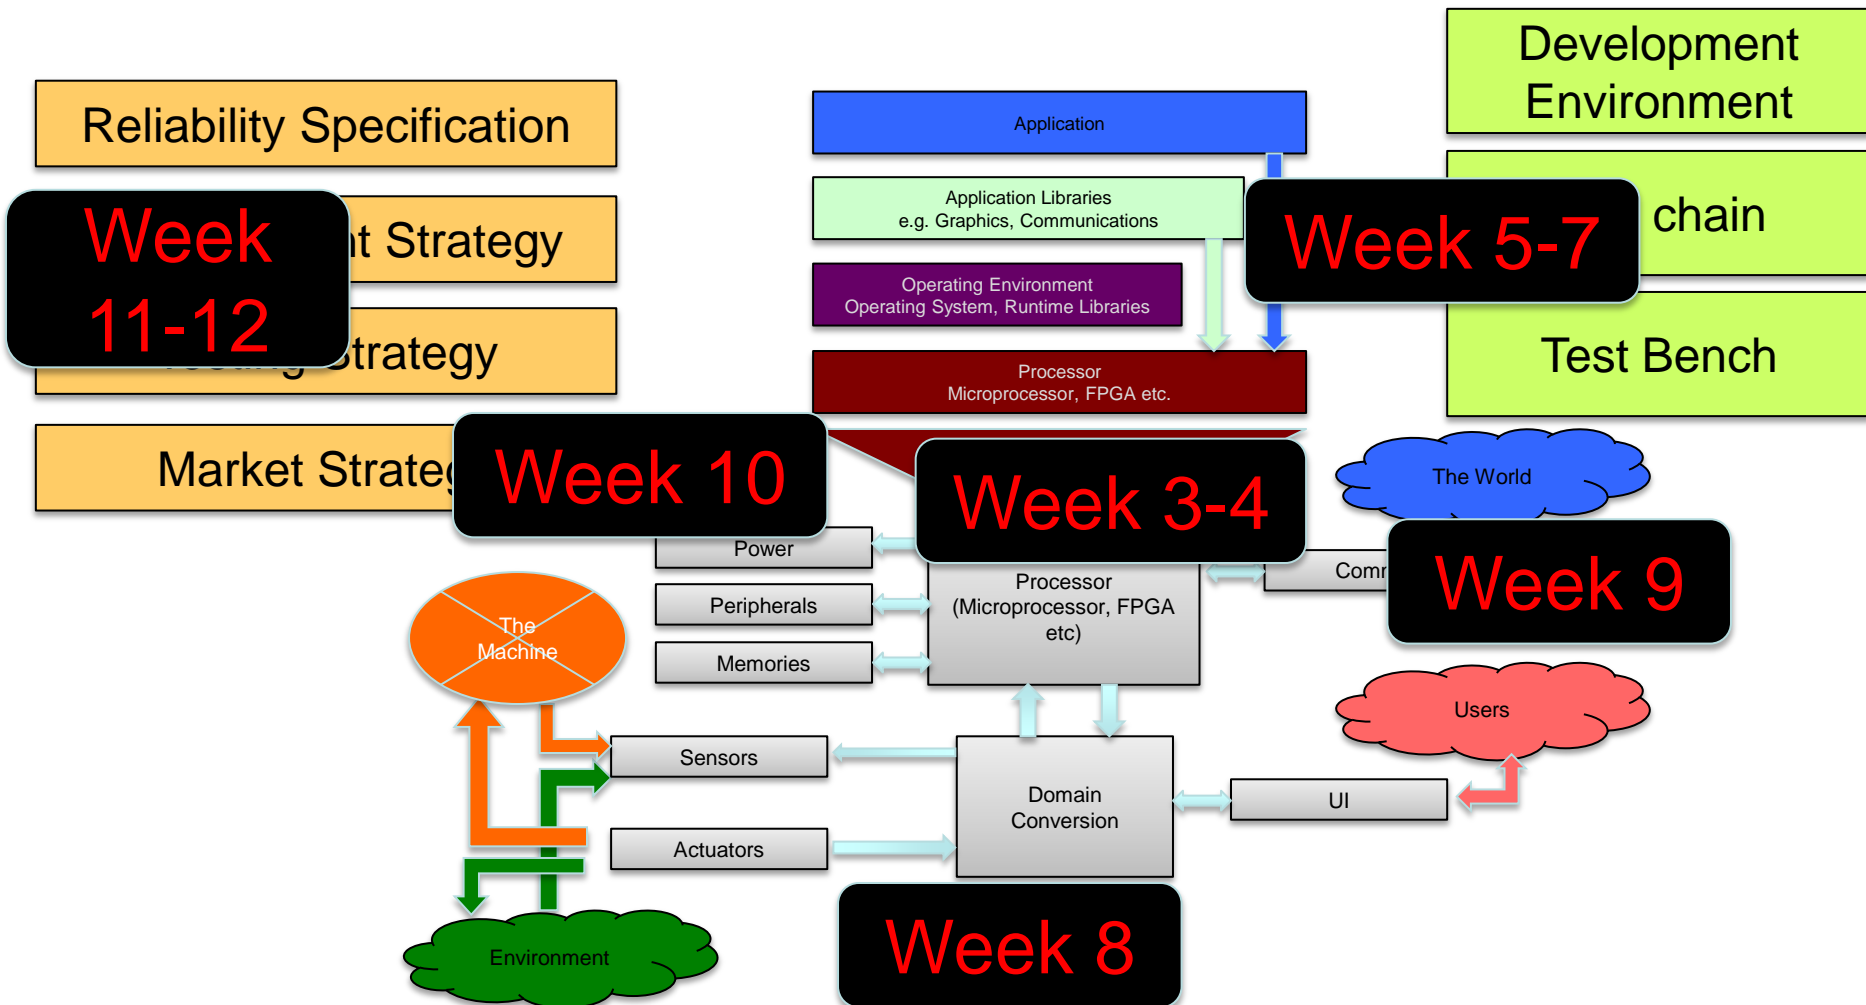 Development
Environment
Reliability Specification
Application
Application Libraries
e.g. Graphics, Communications
chain
Week
11-12
Strategy
Week 5-7
Operating Environment
Operating System, Runtime Libraries
Strategy
Test Bench
Processor
Microprocessor, FPGA etc.
Market
Week 10
Week 3-4
The World
Power
Processor
(Microprocessor, FPGA
etc)
Week 9
Peripherals
The
Machine
Memories
Users
Sensors
Domain
Conversion
UI
Actuators
Week 8
Environment